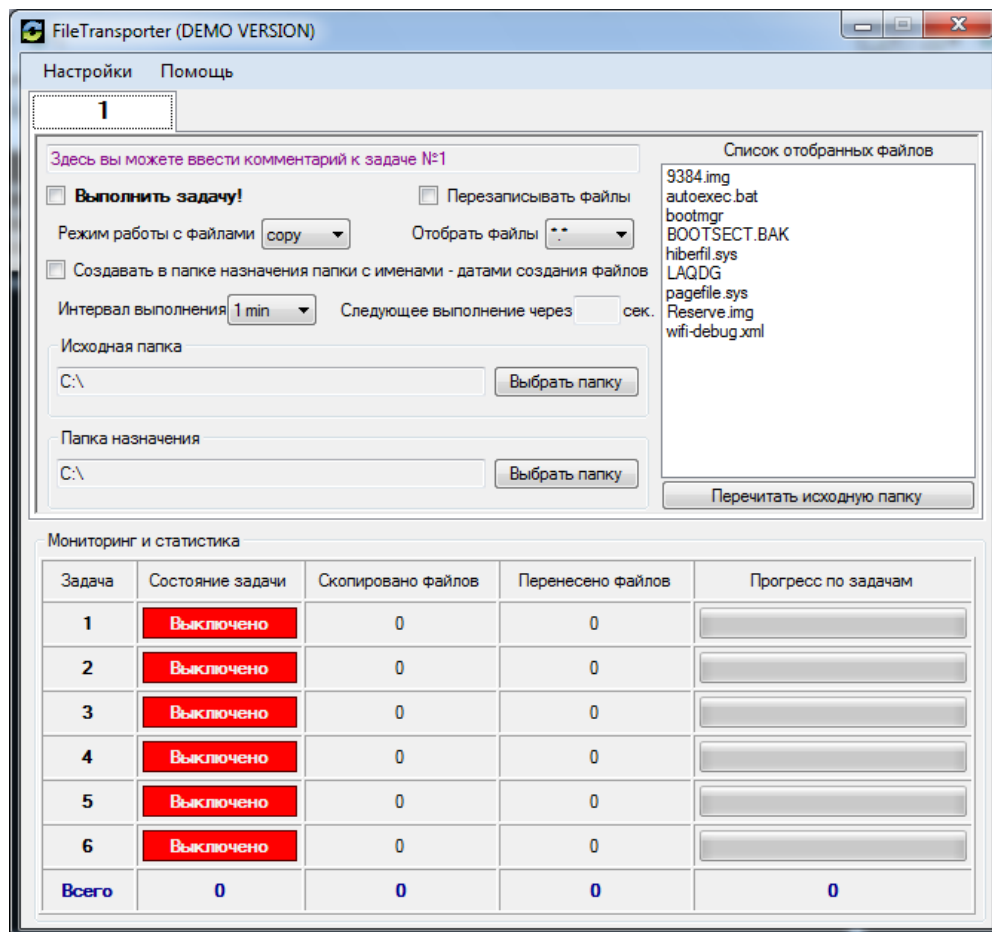 FileTransporter (DEMO VERSION)
Настройки Помощь
1
Здесь вы можете ввести комментарий к задаче №1
Выполнить задачу! Перезаписывать файлы
Режим работы с файлами copy Отобрать файлы *.*
Создавать в папке назначения папки с именами - датами создания файлов
Интервал выполнения 1 min Следующее выполнение через сек.
Исходная папка
C:\ Выбрать папку
Папка назначения
C:\ Выбрать папку
Список отобранных файлов
9384.img
autoexec.bat
bootmgr
BOOTSECT.BAK
hiberfil.sys
LAQDG
pagefile.sys
Reserve.img
wifi-debug.xml
Перечитать исходную папку
Мониторинг и статистика
Задача Состояние задачи Скопировано файлов Перенесено файлов Прогресс по задачам
1 Выключено 0 0
2 Выключено 0 0
3 Выключено 0 0
4 Выключено 0 0
5 Выключено 0 0
6 Выключено 0 0
Всего 0 0 0 0